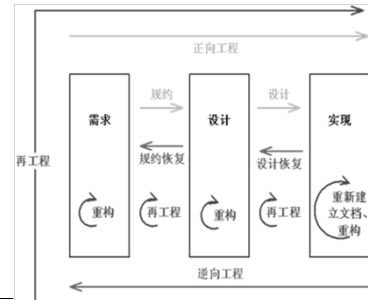 正向工程
规约
设计
需求
设计
实现
规约恢复
设计恢复
再工程
重构
再工程
重构
再工程
重新建
立文档、
重构
逆向工程